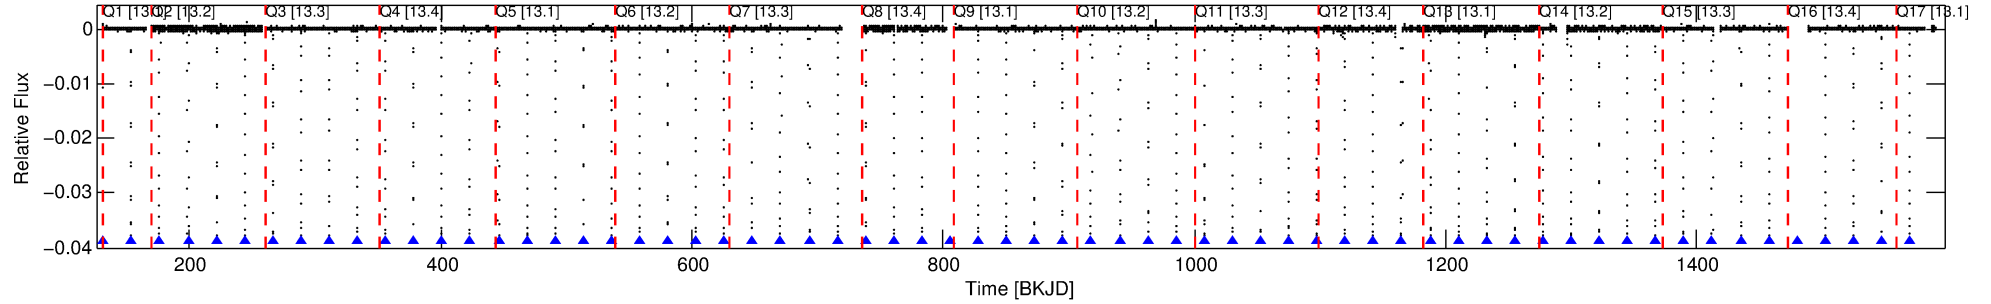 Q1 [13.
Q2 [13.2]
Q3 [13.3]
Q4 [13.4]
Q5 [13.1]
Q6 [13.2]
Q7 [13.3]
Q8 [13.4]
Q9 [13.1]
Q10 [13.2]
Q11 [13.3]
Q12 [13.4]
Q13 [13.1]
Q14 [13.2]
Q15 [13.3]
Q16 [13.4]
Q17 [13.1]
0
−0.01
−0.02
−0.03
−0.04
Relative Flux
200
400
600
800
1000
1200
1400
Time [BKJD]